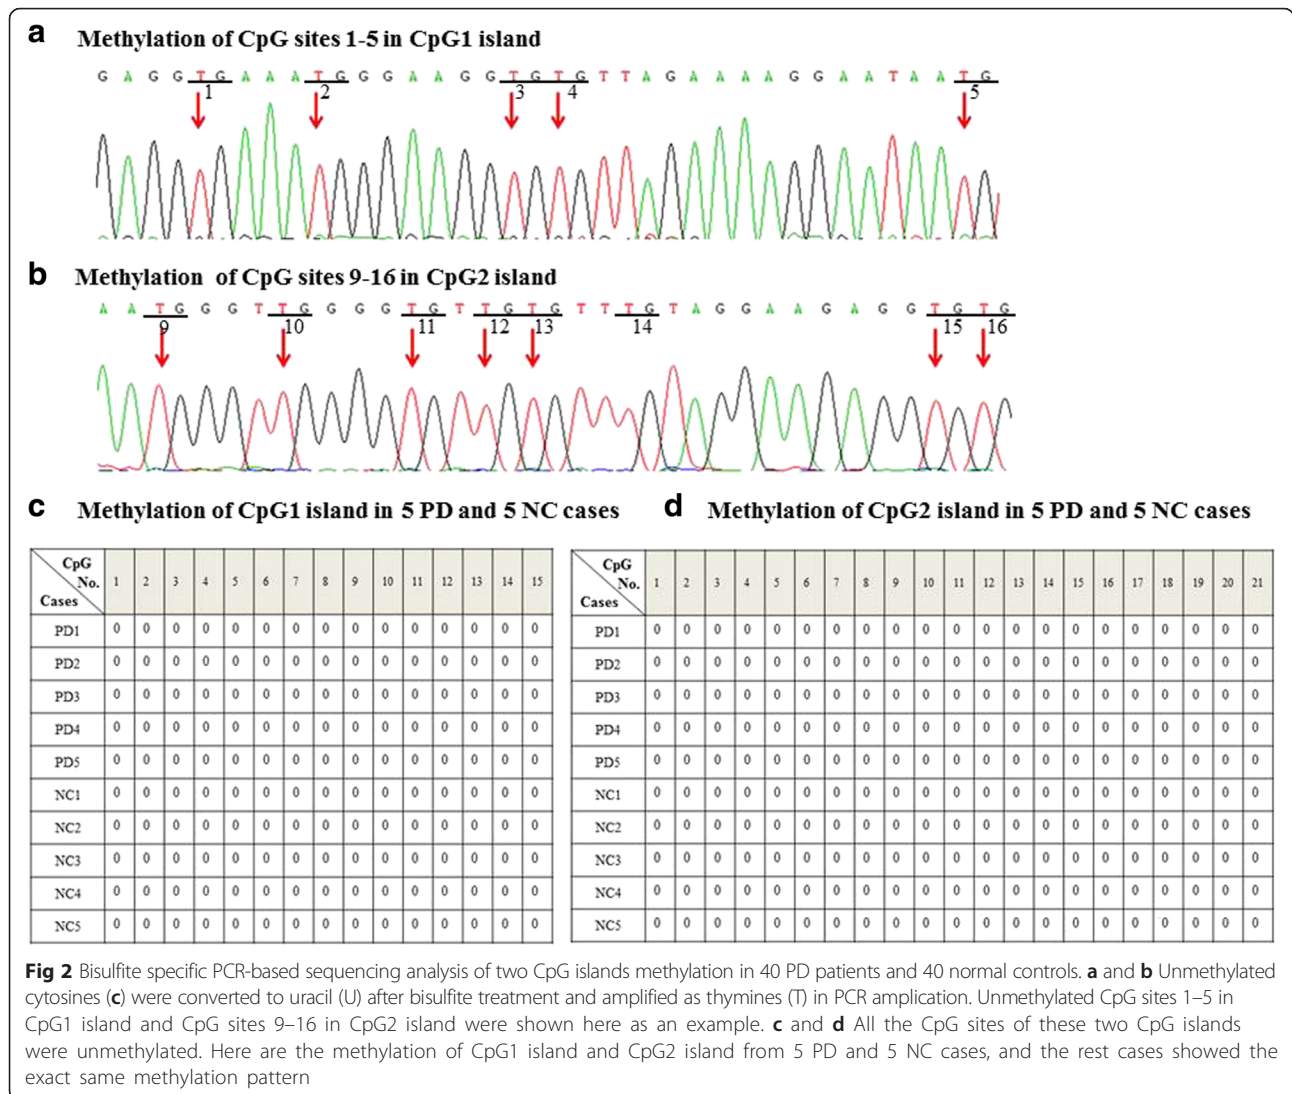 a Methylation of CpG sites 1-5 in CpG1 island
G A G G T G A A A T G G G A A G G T G T G T T A G A A A A G G A A T A A T G
1 2 3 4 5
b Methylation of CpG sites 9-16 in CpG2 island
A A T G G G T T G G G G T G T T G T G T T T G T A G G A A G A G G T G T G
9 10 11 12 13 14 15 16
c Methylation of CpG1 island in 5 PD and 5 NC cases
CpG No. Cases 1 2 3 4 5 6 7 8 9 10 11 12 13 14 15
PD1 0 0 0 0 0 0 0 0 0 0 0 0 0 0 0
PD2 0 0 0 0 0 0 0 0 0 0 0 0 0 0 0
PD3 0 0 0 0 0 0 0 0 0 0 0 0 0 0 0
PD4 0 0 0 0 0 0 0 0 0 0 0 0 0 0 0
PD5 0 0 0 0 0 0 0 0 0 0 0 0 0 0 0
NC1 0 0 0 0 0 0 0 0 0 0 0 0 0 0 0
NC2 0 0 0 0 0 0 0 0 0 0 0 0 0 0 0
NC3 0 0 0 0 0 0 0 0 0 0 0 0 0 0 0
NC4 0 0 0 0 0 0 0 0 0 0 0 0 0 0 0
NC5 0 0 0 0 0 0 0 0 0 0 0 0 0 0 0
d Methylation of CpG2 island in 5 PD and 5 NC cases
CpG No. Cases 1 2 3 4 5 6 7 8 9 10 11 12 13 14 15 16 17 18 19 20 21
PD1 0 0 0 0 0 0 0 0 0 0 0 0 0 0 0 0 0 0 0 0 0
PD2 0 0 0 0 0 0 0 0 0 0 0 0 0 0 0 0 0 0 0 0 0
PD3 0 0 0 0 0 0 0 0 0 0 0 0 0 0 0 0 0 0 0 0 0
PD4 0 0 0 0 0 0 0 0 0 0 0 0 0 0 0 0 0 0 0 0 0
PD5 0 0 0 0 0 0 0 0 0 0 0 0 0 0 0 0 0 0 0 0 0
NC1 0 0 0 0 0 0 0 0 0 0 0 0 0 0 0 0 0 0 0 0 0
NC2 0 0 0 0 0 0 0 0 0 0 0 0 0 0 0 0 0 0 0 0 0
NC3 0 0 0 0 0 0 0 0 0 0 0 0 0 0 0 0 0 0 0 0 0
NC4 0 0 0 0 0 0 0 0 0 0 0 0 0 0 0 0 0 0 0 0 0
NC5 0 0 0 0 0 0 0 0 0 0 0 0 0 0 0 0 0 0 0 0 0
Fig 2 Bisulfite specific PCR-based sequencing analysis of two CpG islands methylation in 40 PD patients and 40 normal controls. a and b Unmethylated
cytosines (c) were converted to uracil (U) after bisulfite treatment and amplified as thymines (T) in PCR amplication. Unmethylated CpG sites 1–5 in
CpG1 island and CpG sites 9–16 in CpG2 island were shown here as an example. c and d All the CpG sites of these two CpG islands
were unmethylated. Here are the methylation of CpG1 island and CpG2 island from 5 PD and 5 NC cases, and the rest cases showed the
exact same methylation pattern